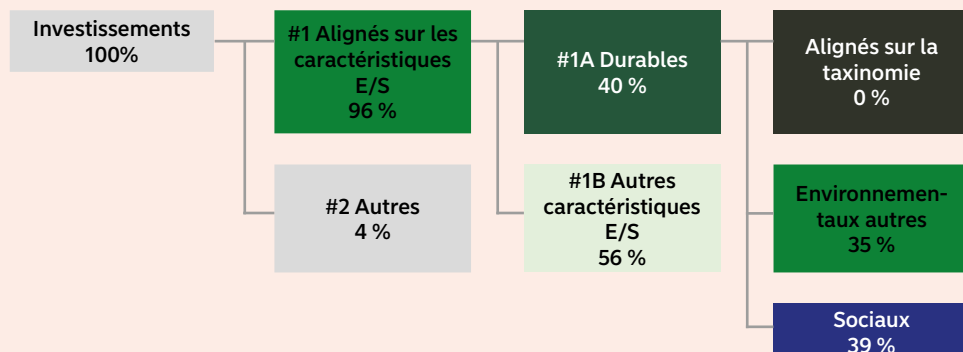 Investissements
100%
#1 Alignés sur les
caractéristiques
E/S
96 %
#1A Durables
40 %
Alignés sur la
taxinomie
0 %
#2 Autres
4 %
#1B Autres
caractéristiques
E/S
56 %
Environnemen-
taux autres
35 %
Sociaux
39 %